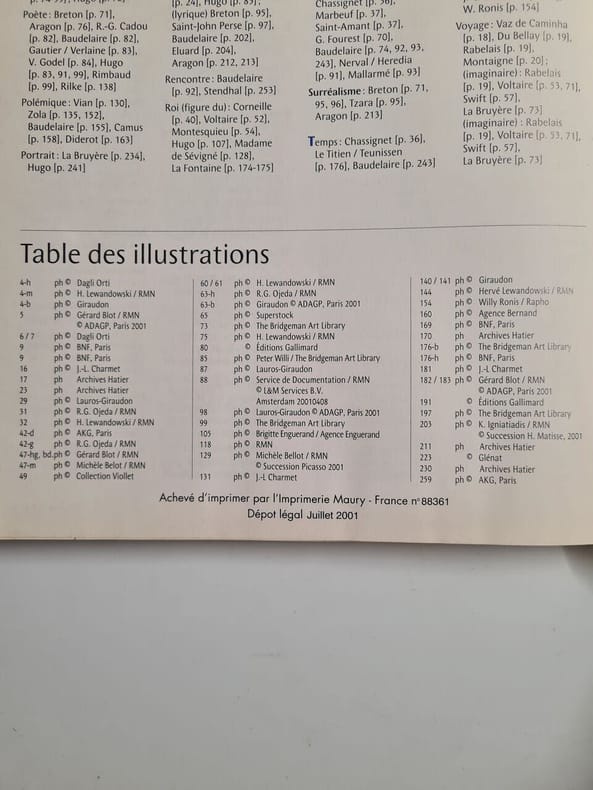 Poète : Breton [p. 71],
Aragon [p. 76], R.-G. Cadou
[p. 82], Baudelaire [p. 82],
Gautier / Verlaine [p. 83],
V. Godel [p. 84], Hugo
[p. 83, 91, 99], Rimbaud
[p. 99], Rilke [p. 138]
Polémique : Vian [p. 130],
Zola [p. 135, 152],
Baudelaire [p. 155], Camus
[p. 158], Diderot [p. 163]
Portrait : La Bruyère [p. 234],
Hugo [p. 241]
(lyrique) Breton [p. 95],
Saint-John Perse [p. 97],
Baudelaire [p. 202],
Eluard [p. 204],
Aragon [p. 212, 213]
Rencontre : Baudelaire
[p. 92], Stendhal [p. 253]
Roi (figure du) : Corneille
[p. 40], Voltaire [p. 52],
Montesquieu [p. 54],
Hugo [p. 107], Madame
de Sévigné [p. 128],
La Fontaine [p. 174-175]
Chassignet [p. 36],
Marbeuf [p. 37],
Saint-Amant [p. 37],
G. Fourest [p. 70],
Baudelaire [p. 74, 92, 93,
243], Nerval / Heredia
[p. 91], Mallarmé [p. 93]
Surréalisme : Breton [p. 71,
95, 96], Tzara [p. 95],
Aragon [p. 213]
Temps : Chassignet [p. 36],
Le Titien / Teunissen
[p. 176], Baudelaire [p. 243]
W. Ronis [p. 154]
Voyage : Vaz de Caminha
[p. 18], Du Bellay [p. 19],
Rabelais [p. 19],
Montaigne [p. 20] ;
(imaginaire) : Rabelais
[p. 19], Voltaire [p. 53, 71],
Swift [p. 57],
La Bruyère [p. 73]
(imaginaire) : Rabelais
[p. 19], Voltaire [p. 53, 71],
Swift [p. 57],
La Bruyère [p. 73]
Table des illustrations
4-h ph © Dagli Orti
4-m ph © H. Lewandowski / RMN
4-b ph © Giraudon
5 ph © Gérard Blot / RMN
© ADAGP, Paris 2001
6 / 7 ph © Dagli Orti
9 ph © BNF, Paris
9 ph © BNF, Paris
16 ph © J.-L. Charmet
17 ph Archives Hatier
23 ph Archives Hatier
29 ph © Lauros-Giraudon
31 ph © R.G. Ojeda / RMN
32 ph © H. Lewandowski / RMN
42-d ph © AKG, Paris
42-g ph © R.G. Ojeda / RMN
47-hg, bd.ph © Gérard Blot / RMN
47-m ph © Michèle Belot / RMN
49 ph © Collection Viollet
60 / 61 ph © H. Lewandowski / RMN
63-h ph © R.G. Ojeda / RMN
63-b ph © Giraudon © ADAGP, Paris 2001
65 ph © Superstock
73 ph © The Bridgeman Art Library
75 ph © H. Lewandowski / RMN
80 © Éditions Gallimard
85 ph © Peter Willi / The Bridgeman Art Library
87 ph © Lauros-Giraudon
88 ph © Service de Documentation / RMN
© L&M Services B.V.
Amsterdam 20010408
98 ph © Lauros-Giraudon © ADAGP, Paris 2001
99 ph © The Bridgeman Art Library
105 ph © Brigitte Enguerand / Agence Enguerand
118 ph © RMN
129 ph © Michèle Bellot / RMN
© Succession Picasso 2001
131 ph © J.-L Charmet
140 / 141 ph © Giraudon
144 ph © Hervé Lewandowski / RMN
154 ph © Willy Ronis / Rapho
160 ph © Agence Bernand
169 ph © BNF, Paris
170 ph Archives Hatier
176-b ph © The Bridgeman Art Library
176-h ph © BNF, Paris
181 ph © J.-L Charmet
182 / 183 ph © Gérard Blot / RMN
© ADAGP, Paris 2001
191 © Éditions Gallimard
197 ph © The Bridgeman Art Library
203 ph © K. Igniatiadis / RMN
© Succession H. Matisse, 2001
211 ph Archives Hatier
223 © Glénat
230 ph Archives Hatier
259 ph © AKG, Paris
Achevé d'imprimer par l'Imprimerie Maury - France n° 88361
Dépot légal Juillet 2001